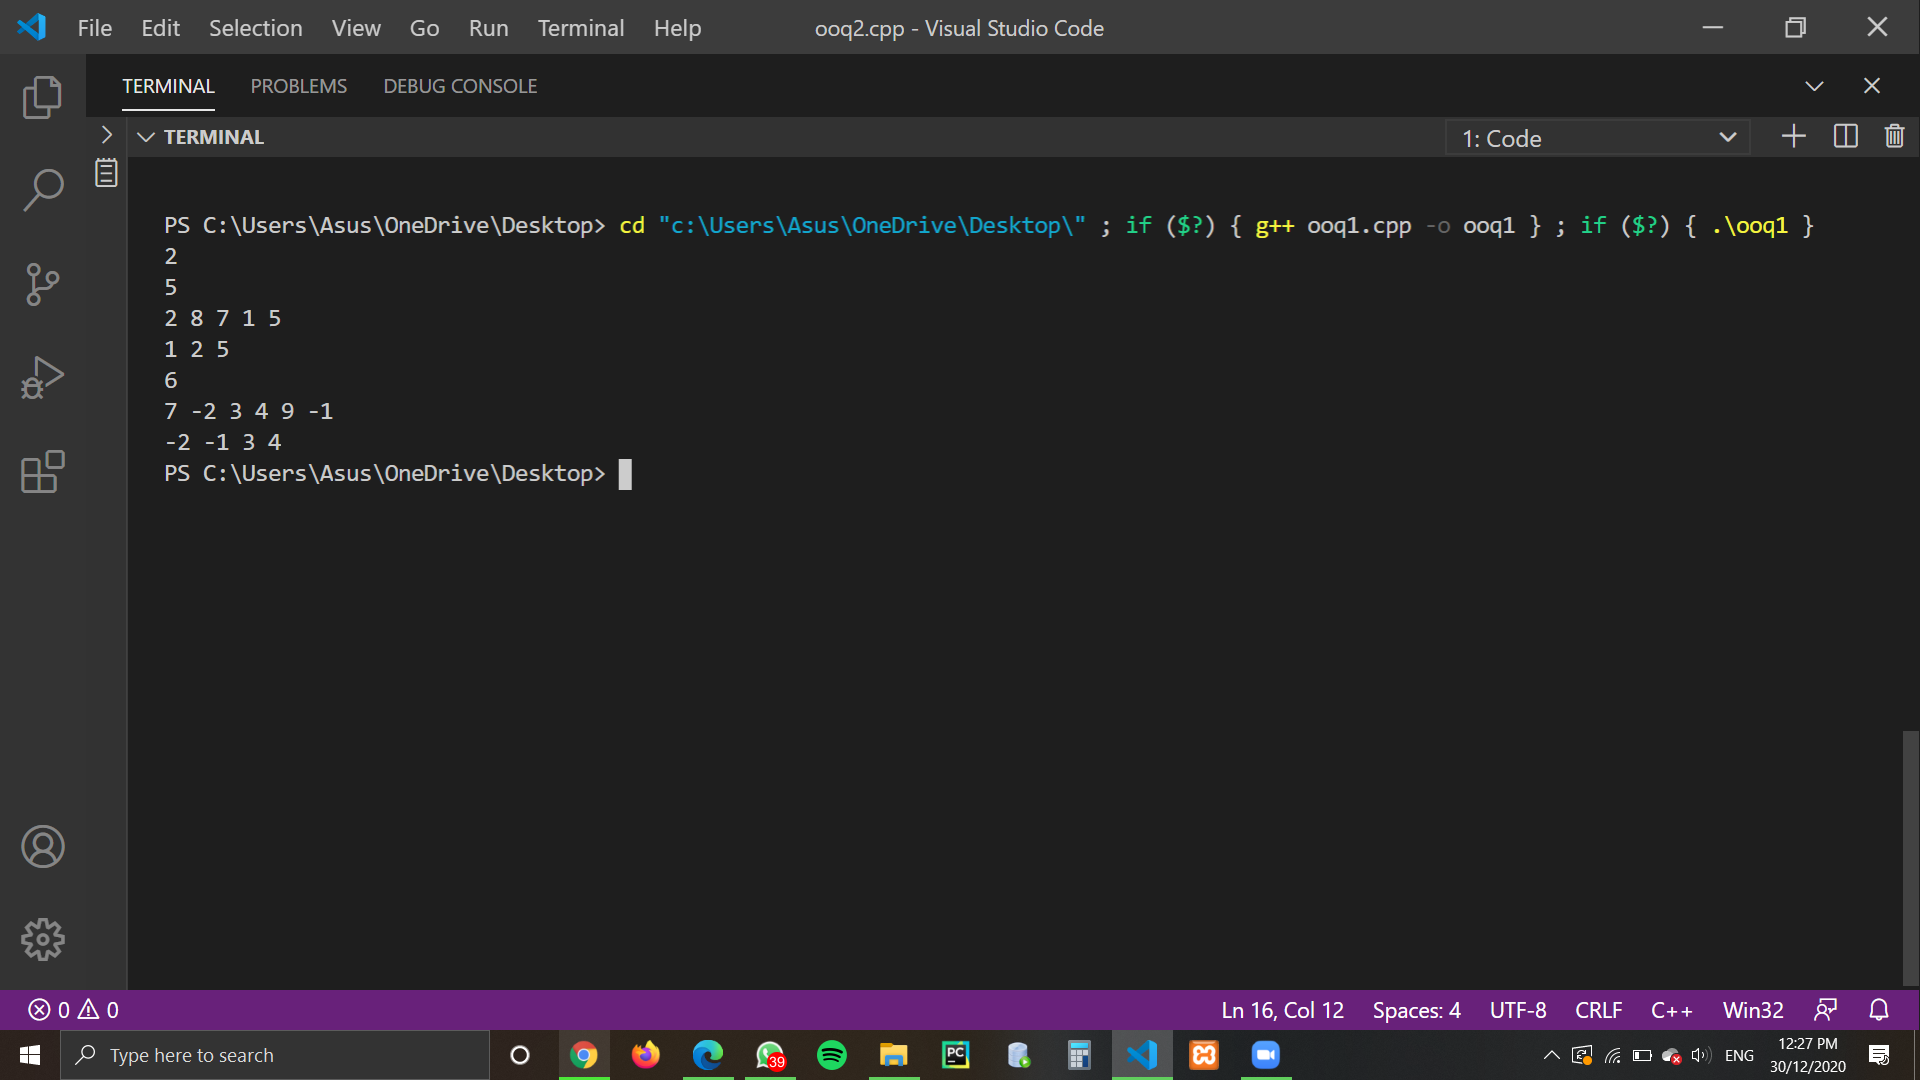 File Edit Selection View Go Run Terminal Help ooq2.cpp - Visual Studio Code
TERMINAL PROBLEMS DEBUG CONSOLE
TERMINAL 1: Code
PS C:\Users\Asus\OneDrive\Desktop> cd "c:\Users\Asus\OneDrive\Desktop\" ; if ($?) { g++ ooq1.cpp -o ooq1 } ; if ($?) { .\ooq1 }
2
5
2 8 7 1 5
1 2 5
6
7 -2 3 4 9 -1
-2 -1 3 4
PS C:\Users\Asus\OneDrive\Desktop>
0 0 Ln 16, Col 12 Spaces: 4 UTF-8 CRLF C++ Win32
Type here to search 39 PC ENG 12:27 PM
30/12/2020